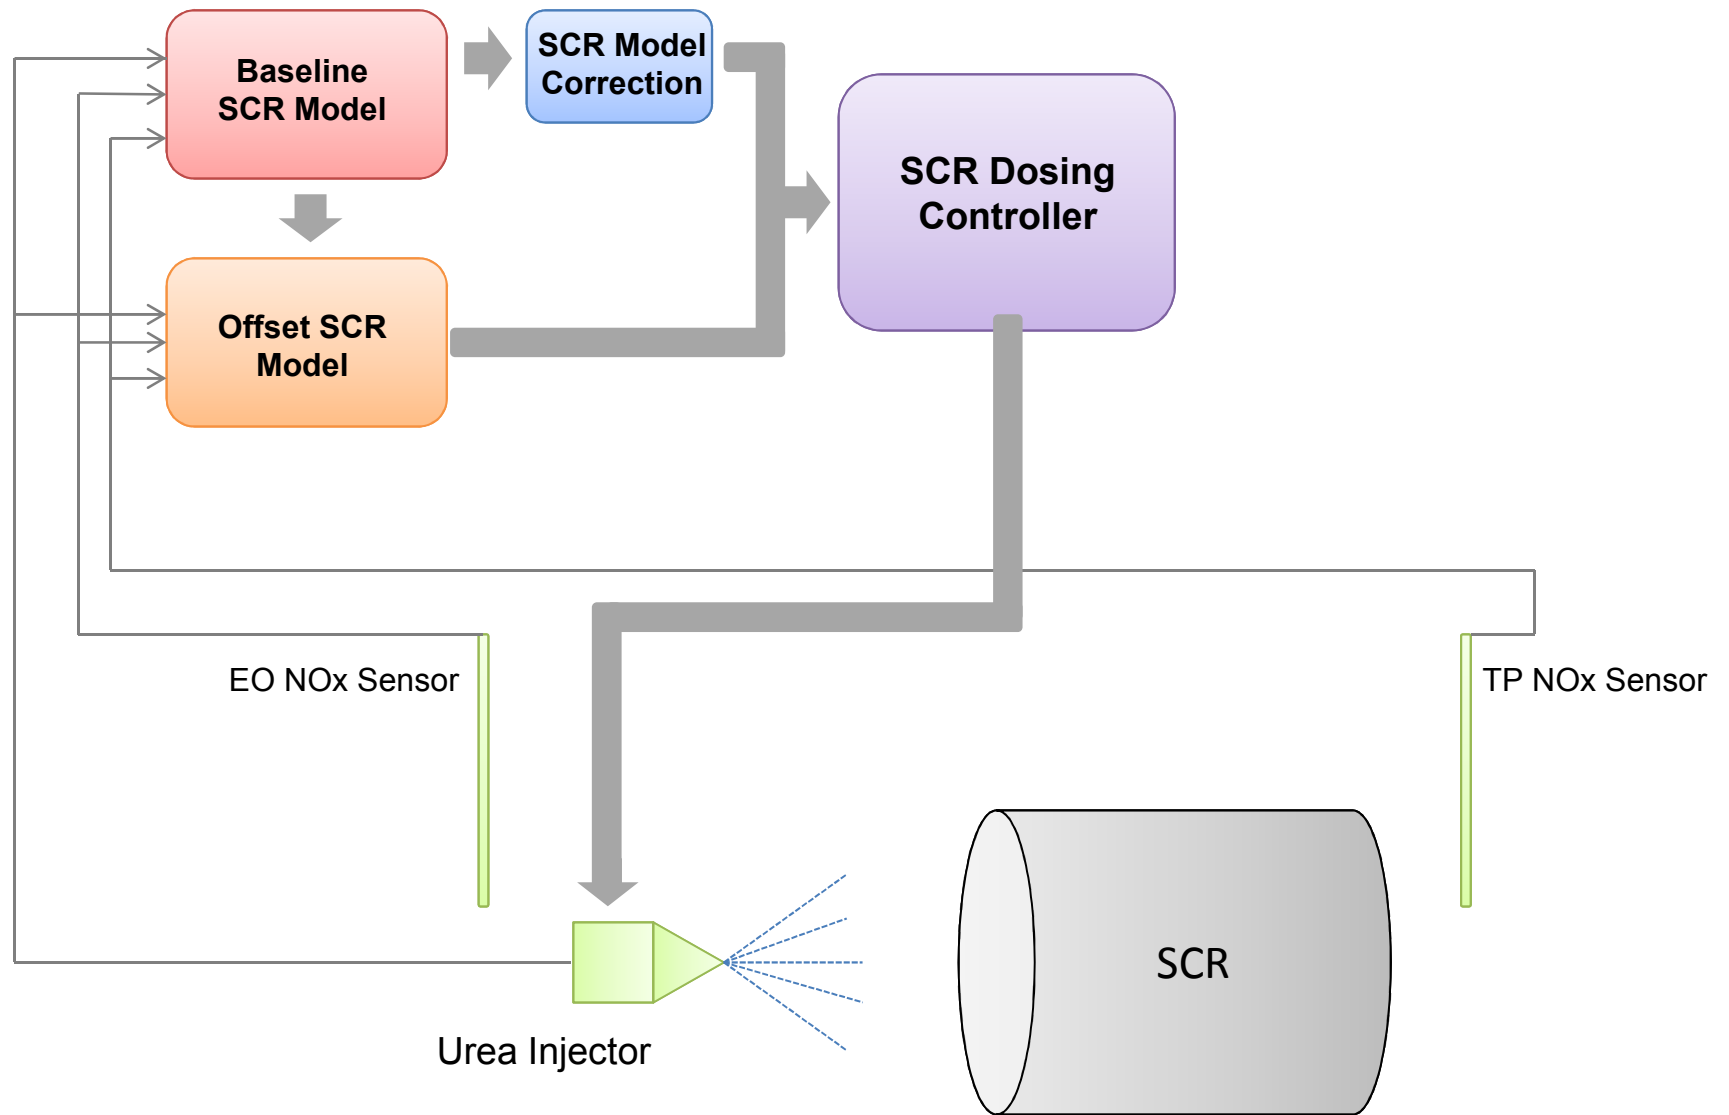 Baseline
SCR Model
SCR Model
Correction
SCR Dosing
Controller
Offset SCR
Model
EO NOx Sensor
TP NOx Sensor
SCR
Urea Injector